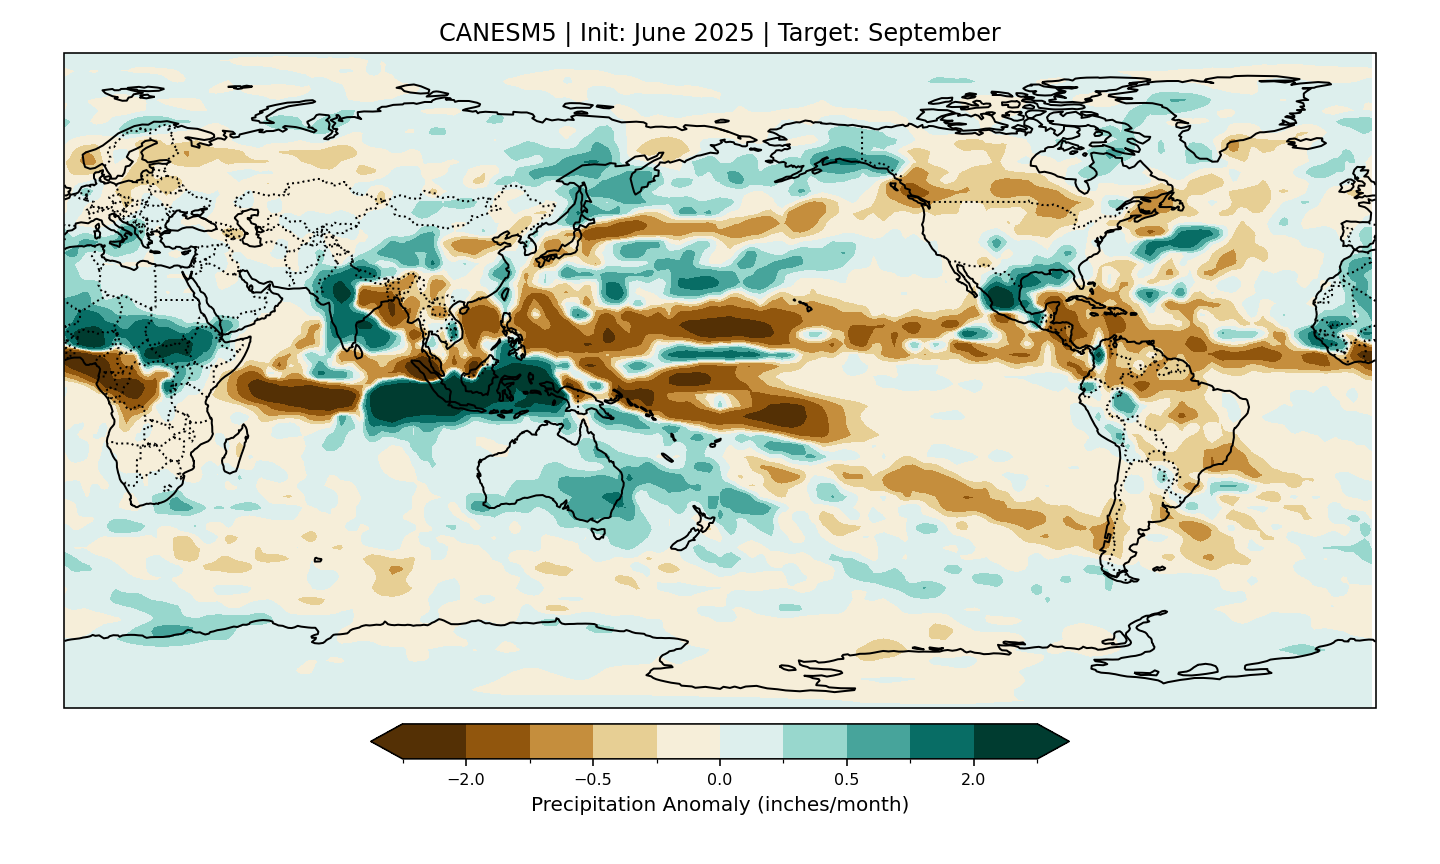 CANESM5 | Init: June 2025 | Target: September
−2.0 −0.5 0.0 0.5 2.0
Precipitation Anomaly (inches/month)